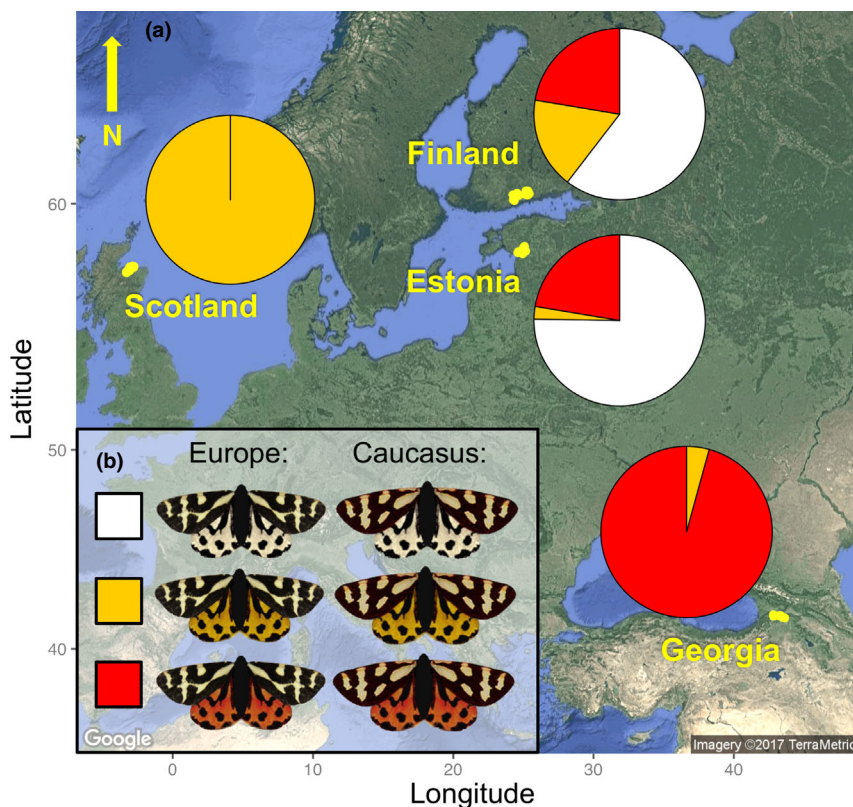 (a)
N
Finland
60
Estonia
Scotland
Latitude
50
(b)
Europe:
Caucasus:
40
Georgia
Google
Imagery ©2017 TerraMetric
0
10
20
30
40
Longitude